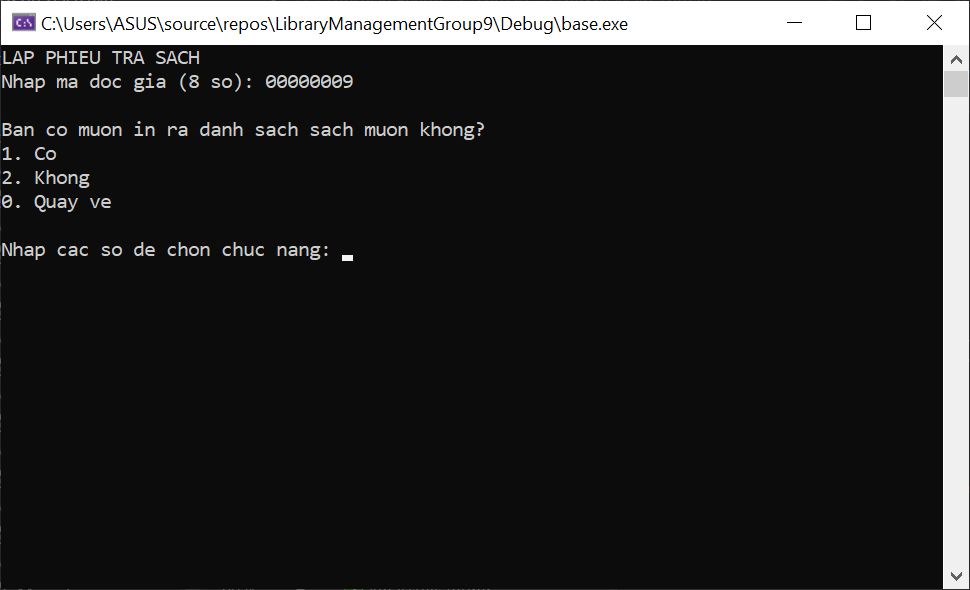 C:\Users\ASUS\source\repos\LibraryManagementGroup9\Debug\base.exe
LAP PHIEU TRA SACH
Nhap ma doc gia (8 so): 00000009
Ban co muon in ra danh sach sach muon khong?
1. Co
2. Khong
0. Quay ve
Nhap cac so de chon chuc nang: